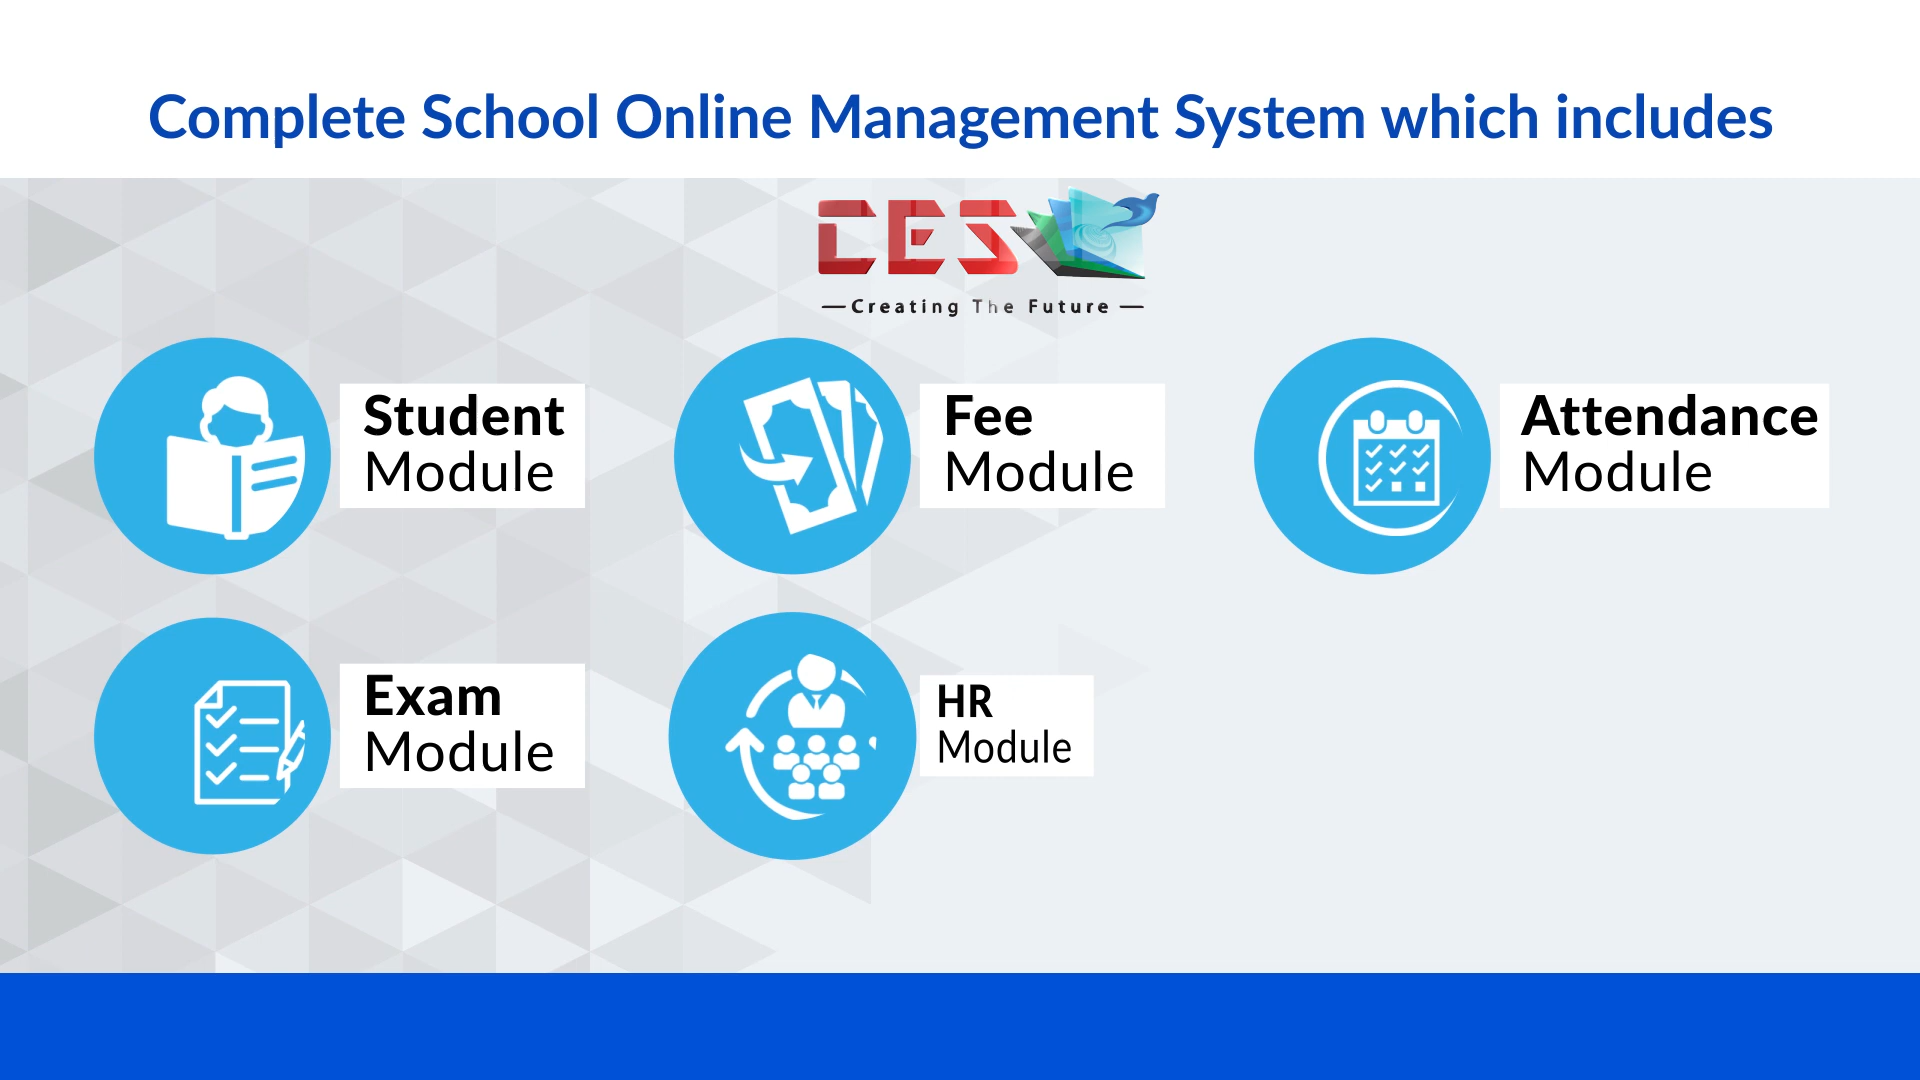 Complete School Online Management System which includes
CES
—Creating The Future—
Student
Module
Fee
Module
Attendance
Module
Exam
Module
HR
Module